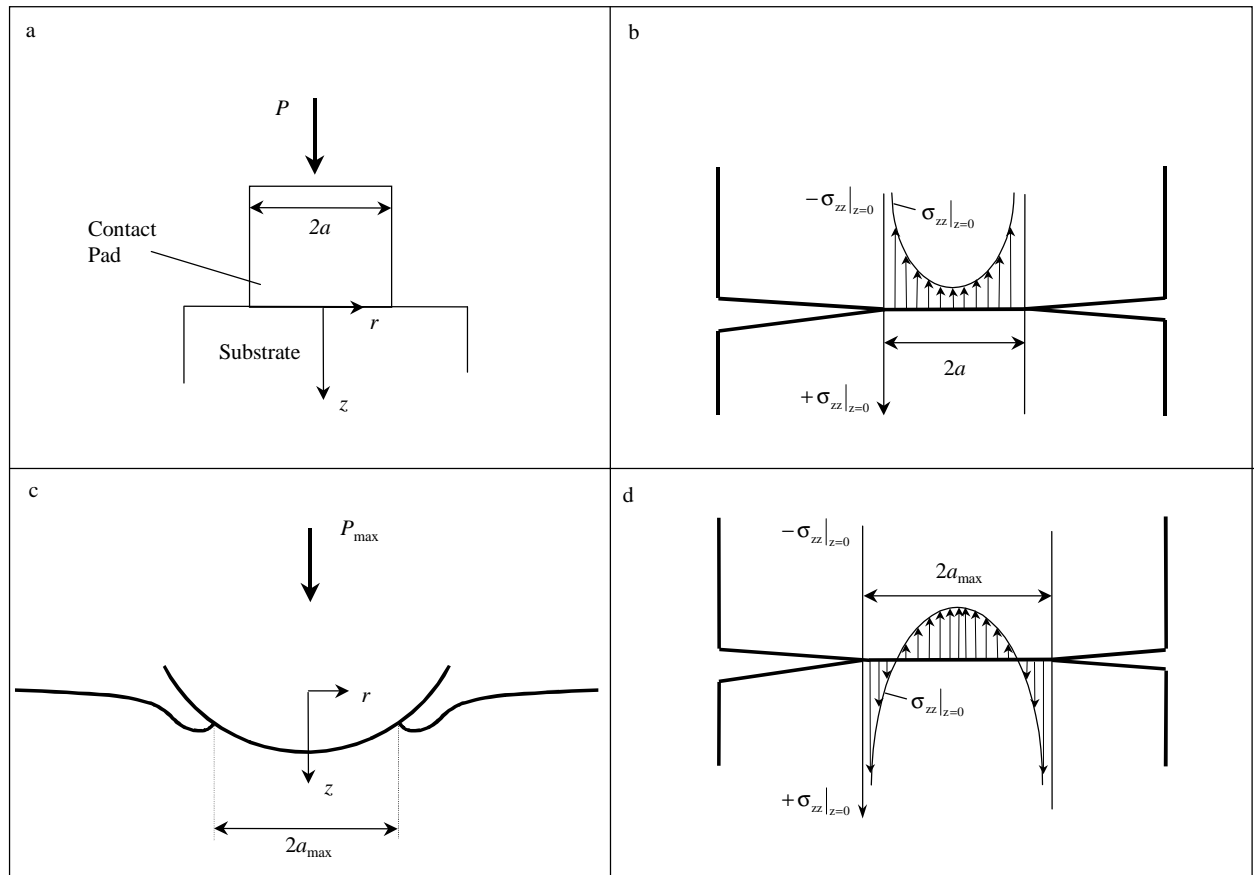 a
P
2a
Contact
Pad
r
Substrate
z
b
−σzz|z=0
σzz|z=0
2a
+σzz|z=0
c
Pmax
r
z
2amax
d
−σzz|z=0
2amax
σzz|z=0
+σzz|z=0